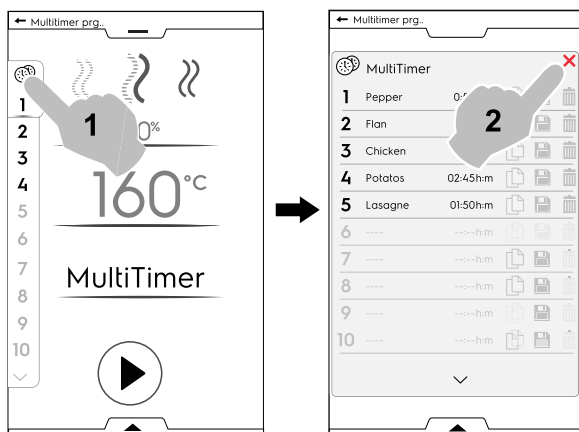 Multitimer prg..
1
2
3
4
5
6
7
8
9
10
1
0%
160°C
MultiTimer
Multitimer prg..
MultiTimer
2
1 Pepper
2 Flan
3 Chicken
4 Potatos 02:45h:m
5 Lasagne 01:50h:m
6 ---- --:--h:m
7 ---- --:--h:m
8 ---- --:--h:m
9 ---- --:--h:m
10 ---- --:--h:m